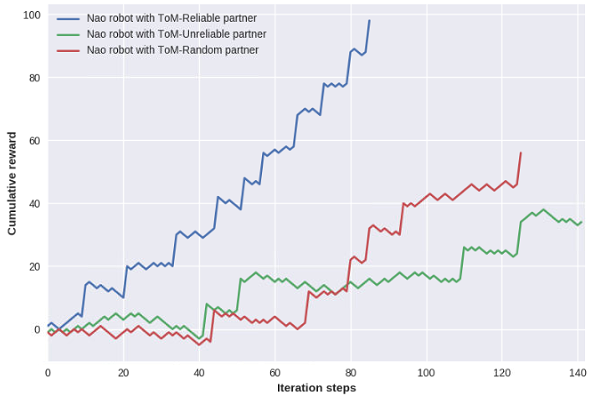 Nao robot with ToM-Reliable partner
Nao robot with ToM-Unreliable partner
Nao robot with ToM-Random partner
100
80
60
40
20
0
Cumulative reward
0 20 40 60 80 100 120 140
Iteration steps